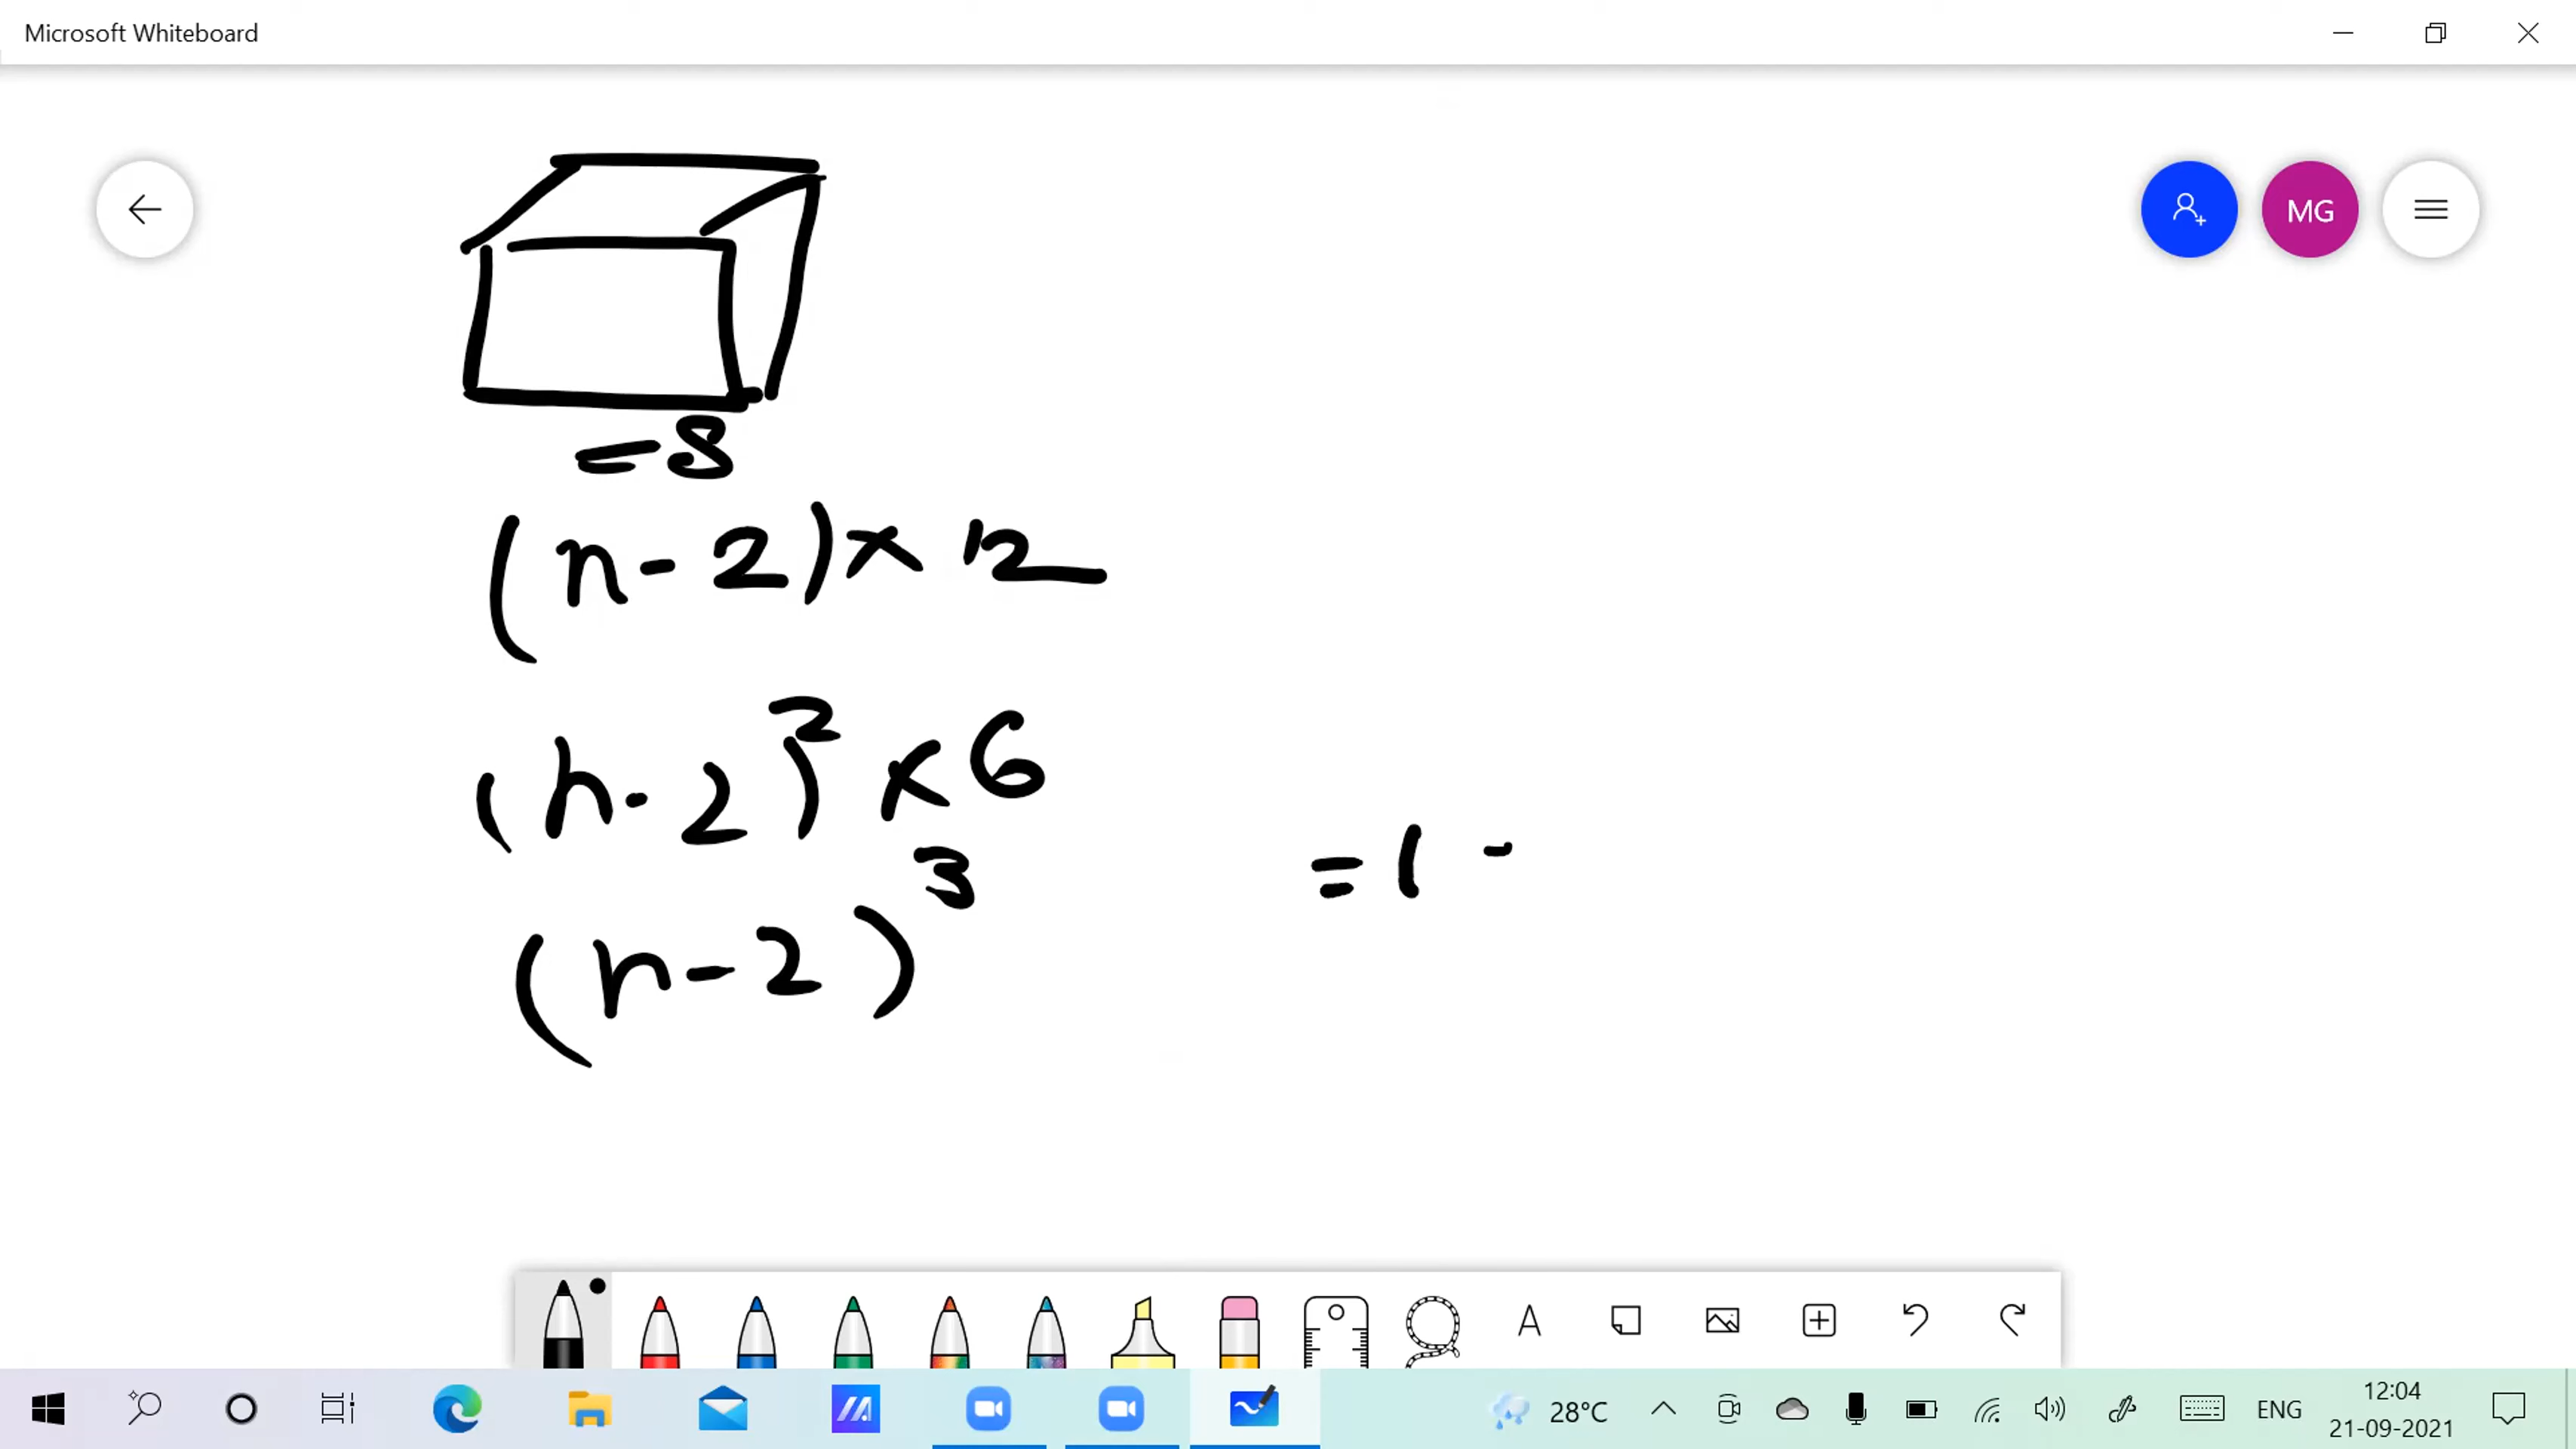 Microsoft Whiteboard
MG
= 8
(n - 2) × 12
(n - 2)² × 6
(n - 2)³
= 1 -
A
28°C
ENG
12:04
21-09-2021